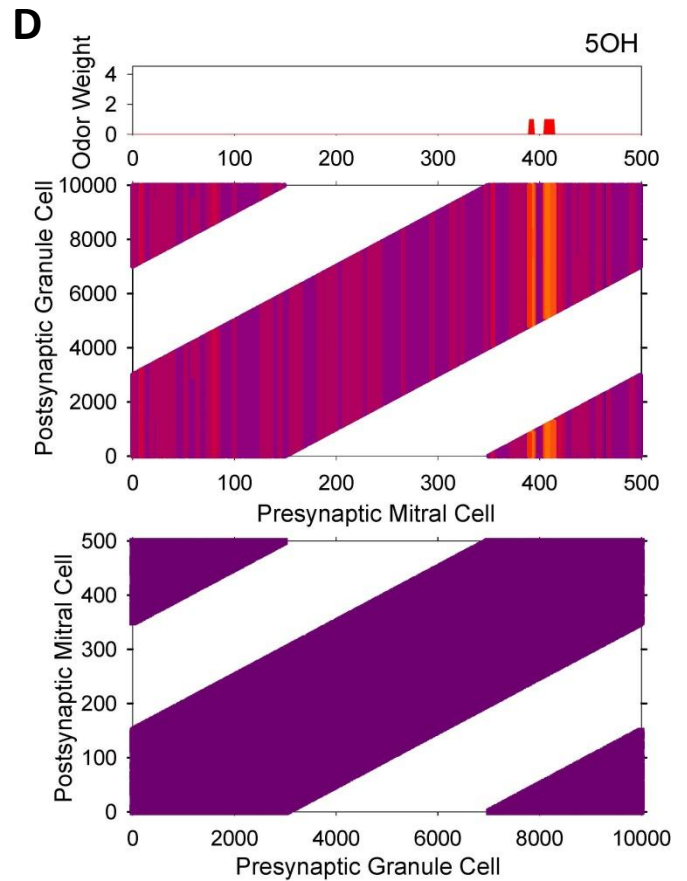 D
5OH
Odor Weight
4
2
0
0 100 200 300 400 500
Postsynaptic Granule Cell
10000
8000
6000
4000
2000
0
0 100 200 300 400 500
Presynaptic Mitral Cell
Postsynaptic Mitral Cell
500
400
300
200
100
0
0 2000 4000 6000 8000 10000
Presynaptic Granule Cell